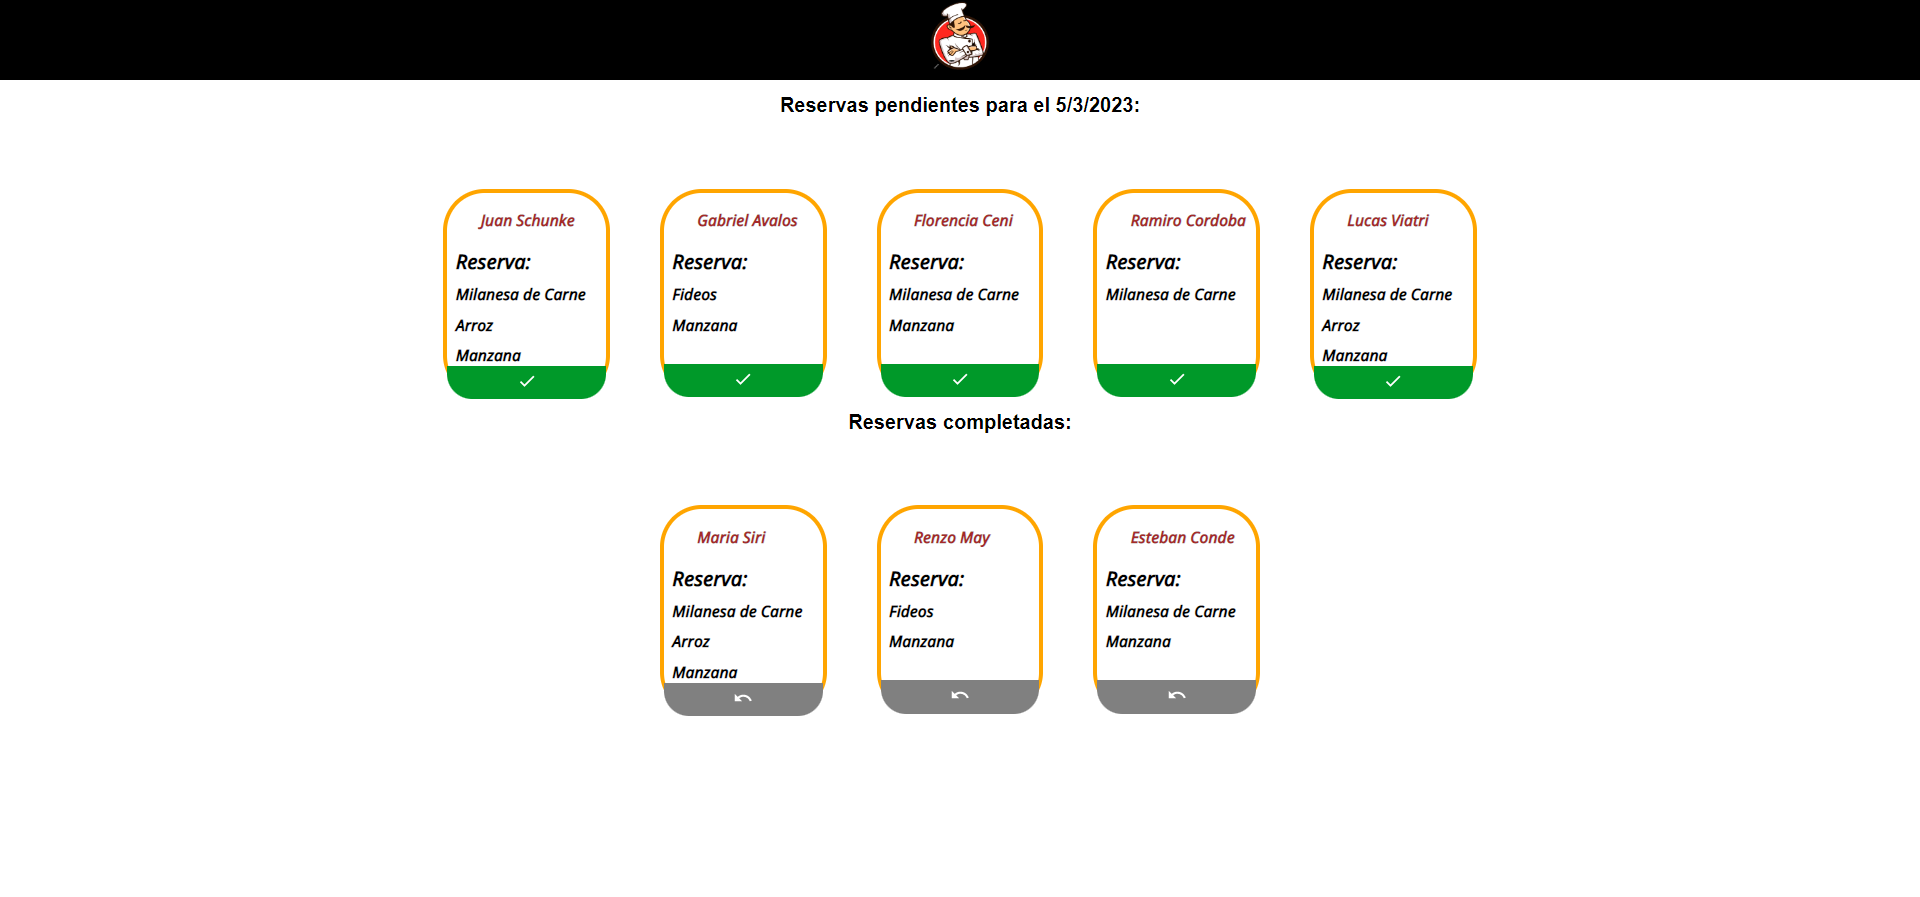 Reservas pendientes para el 5/3/2023:
Juan Schunke
Reserva:
Milanesa de Carne
Arroz
Manzana
Gabriel Avalos
Reserva:
Fideos
Manzana
Florencia Ceni
Reserva:
Milanesa de Carne
Manzana
Ramiro Cordoba
Reserva:
Milanesa de Carne
Lucas Viatri
Reserva:
Milanesa de Carne
Arroz
Manzana
Reservas completadas:
Maria Siri
Reserva:
Milanesa de Carne
Arroz
Manzana
Renzo May
Reserva:
Fideos
Manzana
Esteban Conde
Reserva:
Milanesa de Carne
Manzana